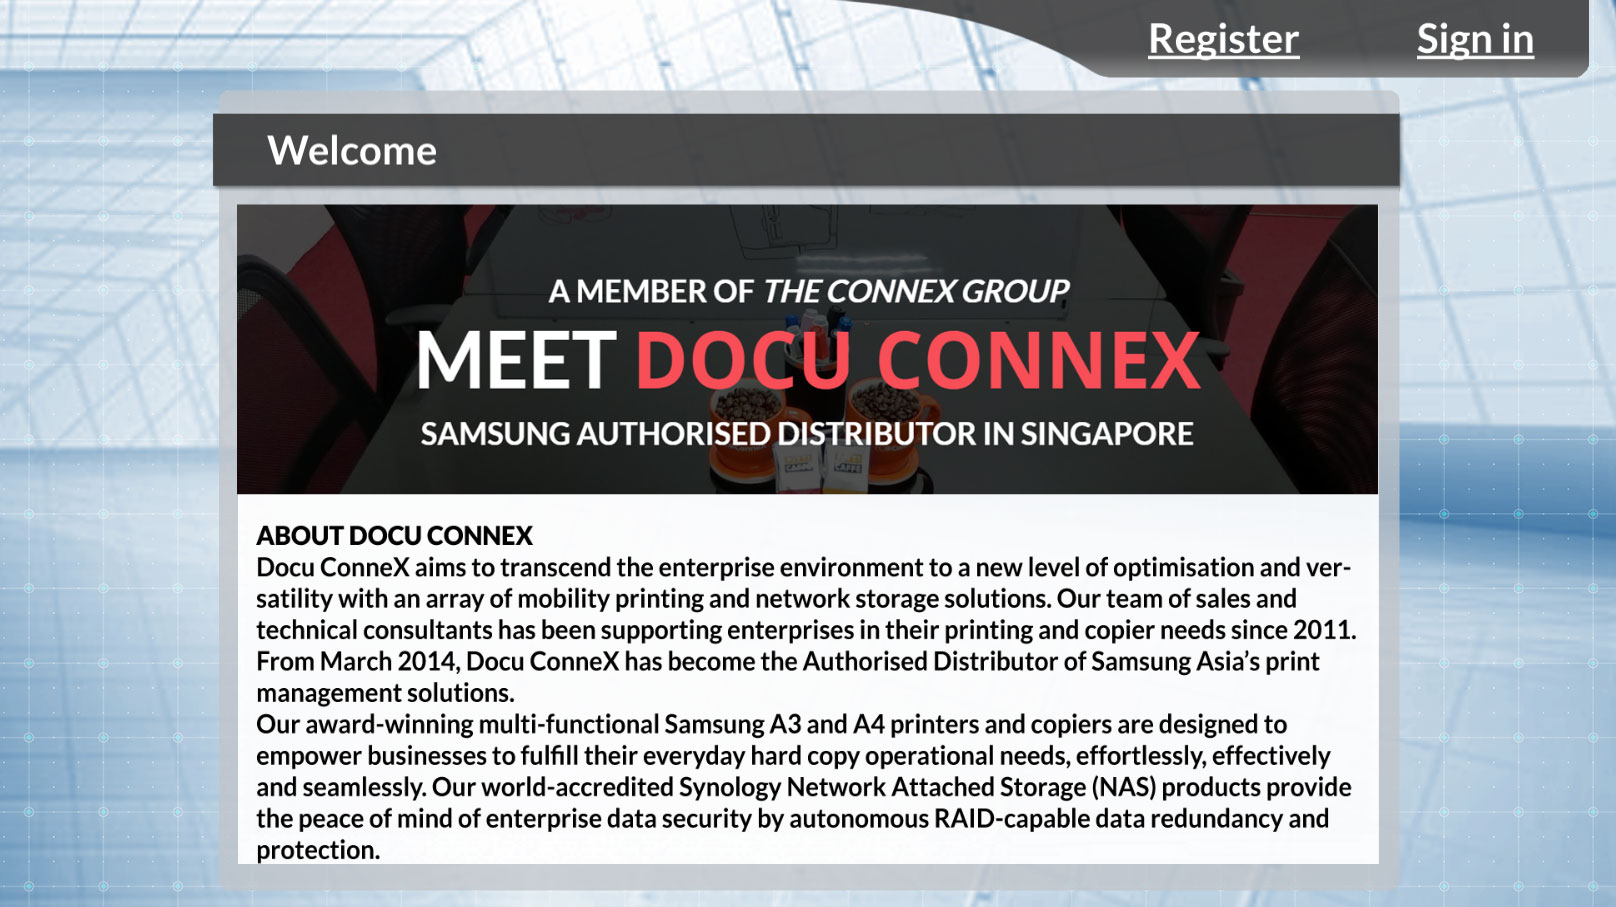 Register Sign in
Welcome
A MEMBER OF THE CONNEX GROUP
MEET DOCU CONNEX
SAMSUNG AUTHORISED DISTRIBUTOR IN SINGAPORE
ABOUT DOCU CONNEX
Docu ConneX aims to transcend the enterprise environment to a new level of optimisation and ver-
satility with an array of mobility printing and network storage solutions. Our team of sales and
technical consultants has been supporting enterprises in their printing and copier needs since 2011.
From March 2014, Docu ConneX has become the Authorised Distributor of Samsung Asia's print
management solutions.
Our award-winning multi-functional Samsung A3 and A4 printers and copiers are designed to
empower businesses to fulfill their everyday hard copy operational needs, effortlessly, effectively
and seamlessly. Our world-accredited Synology Network Attached Storage (NAS) products provide
the peace of mind of enterprise data security by autonomous RAID-capable data redundancy and
protection.